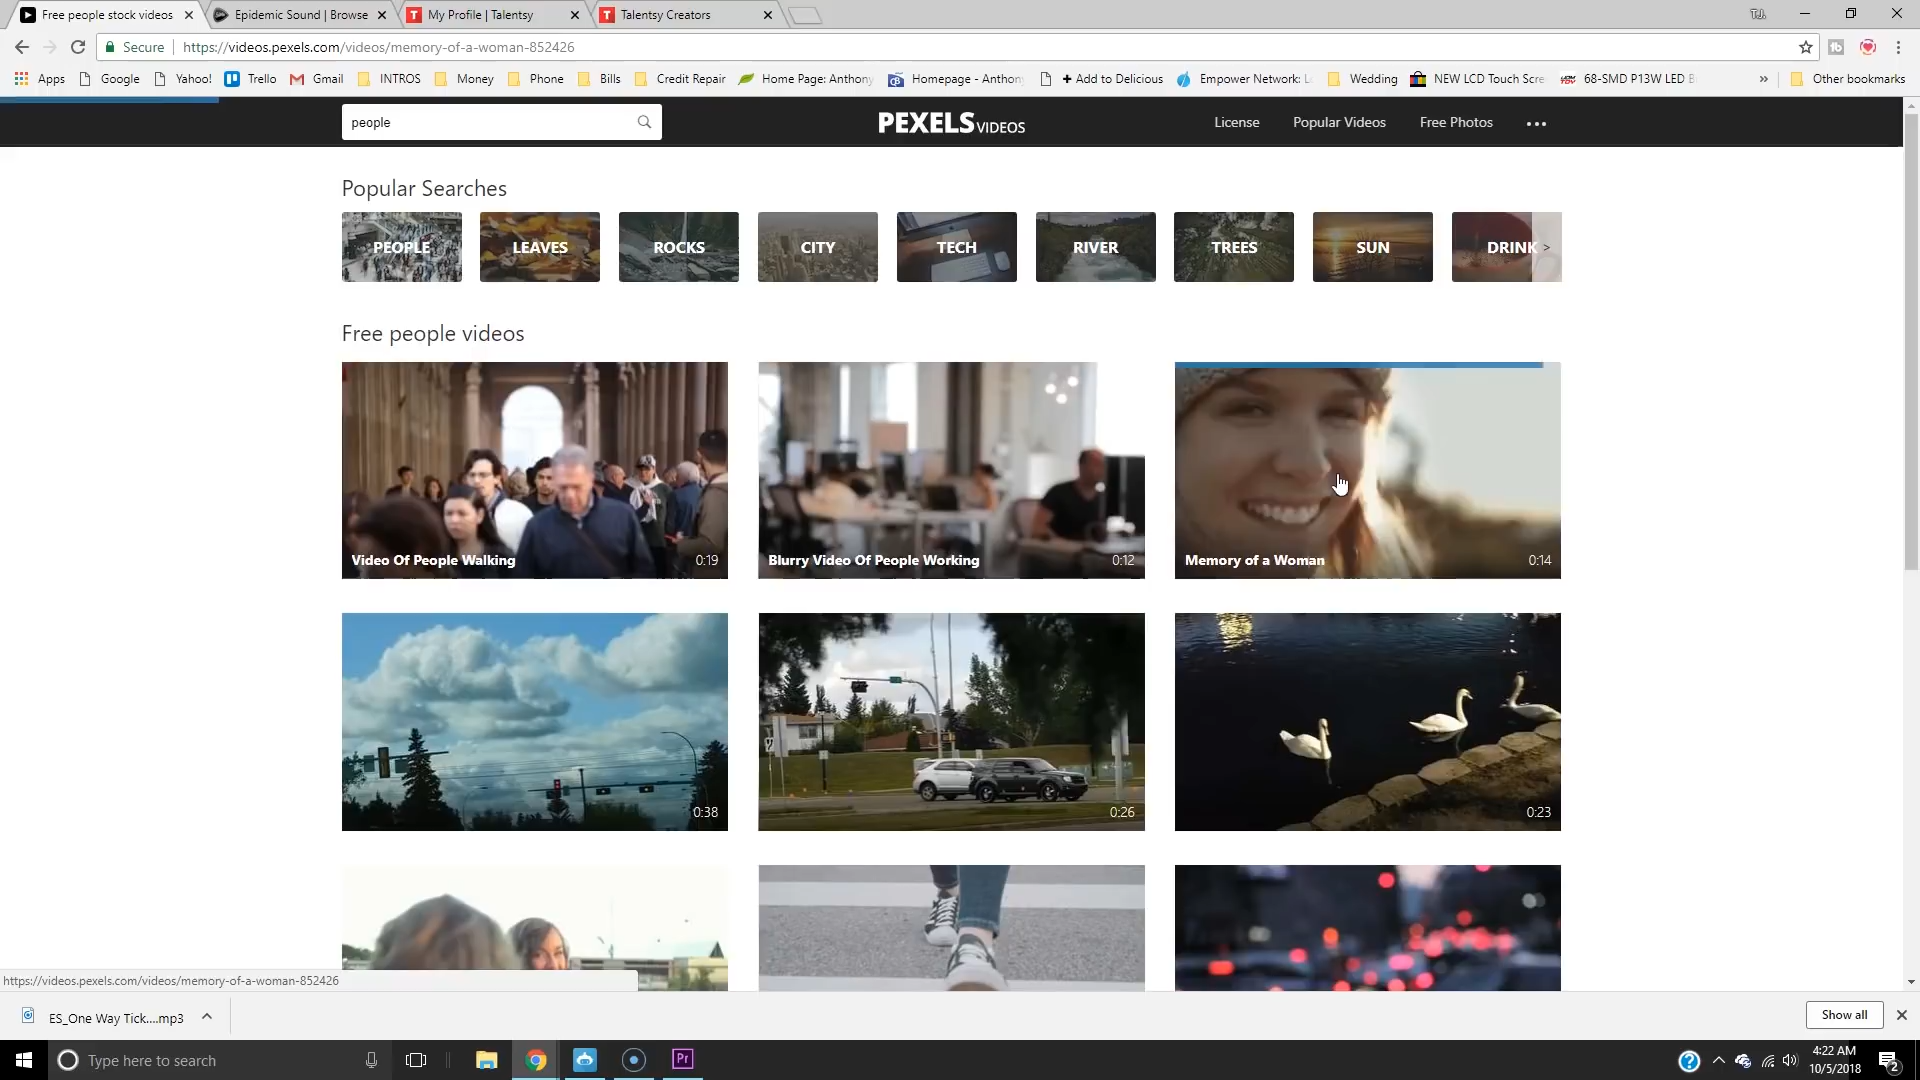 Free people stock videos
Epidemic Sound | Browse
My Profile | Talentsy
Talentsy Creators
TJ.
Secure
https://videos.pexels.com/videos/memory-of-a-woman-852426
Apps
Google
Yahoo!
Trello
Gmail
INTROS
Money
Phone
Bills
Credit Repair
Home Page: Anthony
Homepage - Anthony
+ Add to Delicious
Empower Network: L
Wedding
NEW LCD Touch Scre
68-SMD P13W LED B
»
Other bookmarks
people
PEXELS VIDEOS
License
Popular Videos
Free Photos
Popular Searches
PEOPLE
LEAVES
ROCKS
CITY
TECH
RIVER
TREES
SUN
DRINK >
Free people videos
Video Of People Walking
0:19
Blurry Video Of People Working
0:12
Memory of a Woman
0:14
0:38
0:26
0:23
https://videos.pexels.com/videos/memory-of-a-woman-852426
ES_One Way Tick....mp3
Show all
Type here to search
Pr
4:22 AM
10/5/2018
2